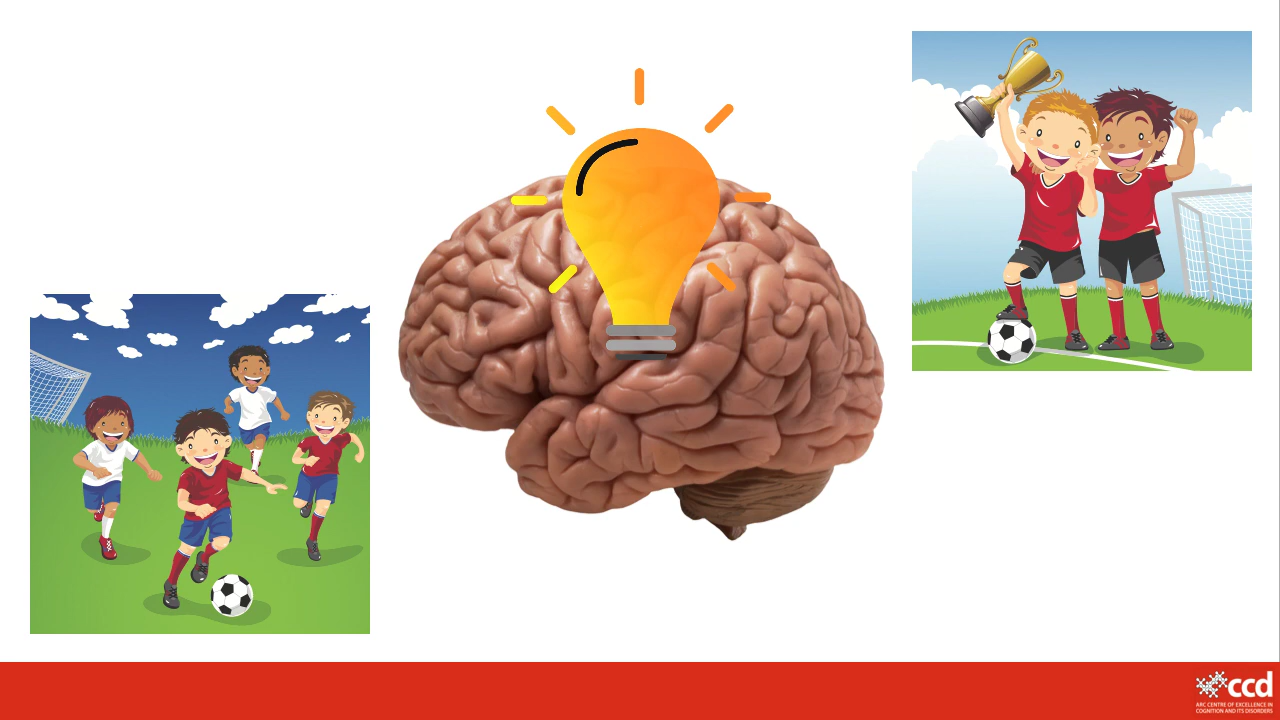 ccd
ARC CENTRE OF EXCELLENCE IN
COGNITION AND ITS DISORDERS